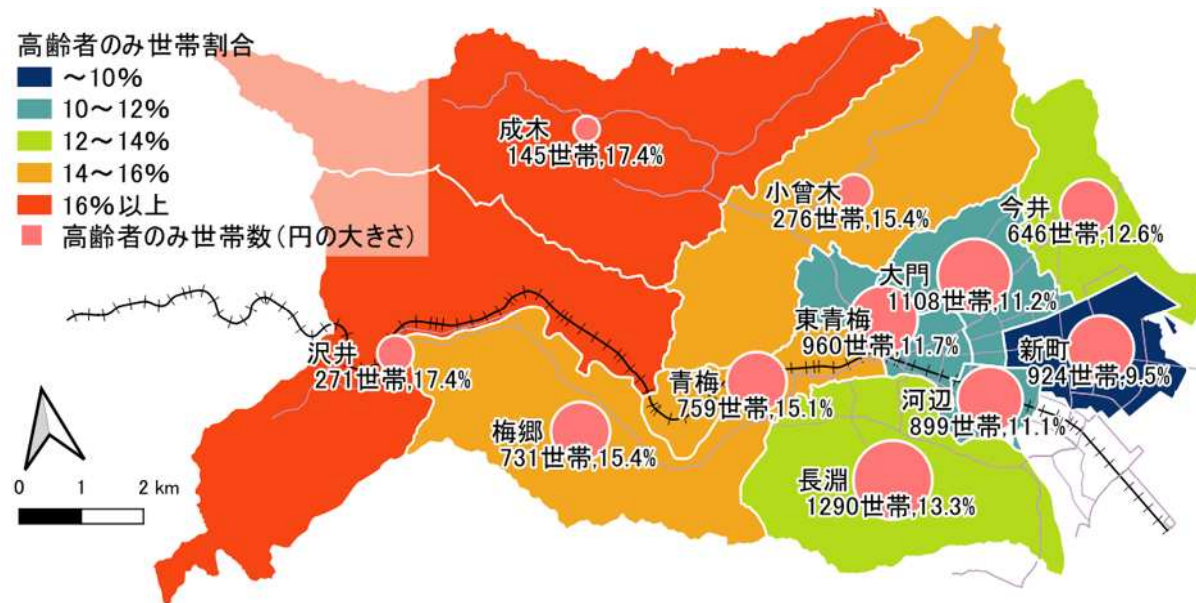 高齢者のみ世帯割合
～10%
10～12%
12～14%
14～16%
16%以上
高齢者のみ世帯数(円の大きさ)
成木
145世帯,17.4%
小曾木
276世帯,15.4%
今井
646世帯,12.6%
大門
1108世帯,11.2%
東青梅
960世帯,11.7%
新町
924世帯,9.5%
沢井
271世帯,17.4%
青梅
759世帯,15.1%
河辺
899世帯,11.1%
梅郷
731世帯,15.4%
長淵
1290世帯,13.3%
0 1 2 km